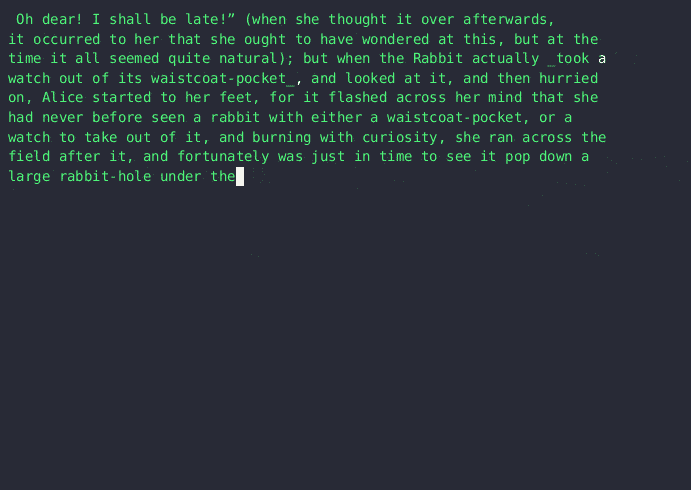 Oh dear! I shall be late!” (when she thought it over afterwards,
it occurred to her that she ought to have wondered at this, but at the
time it all seemed quite natural); but when the Rabbit actually _took a
watch out of its waistcoat-pocket_, and looked at it, and then hurried
on, Alice started to her feet, for it flashed across her mind that she
had never before seen a rabbit with either a waistcoat-pocket, or a
watch to take out of it, and burning with curiosity, she ran across the
field after it, and fortunately was just in time to see it pop down a
large rabbit-hole under the